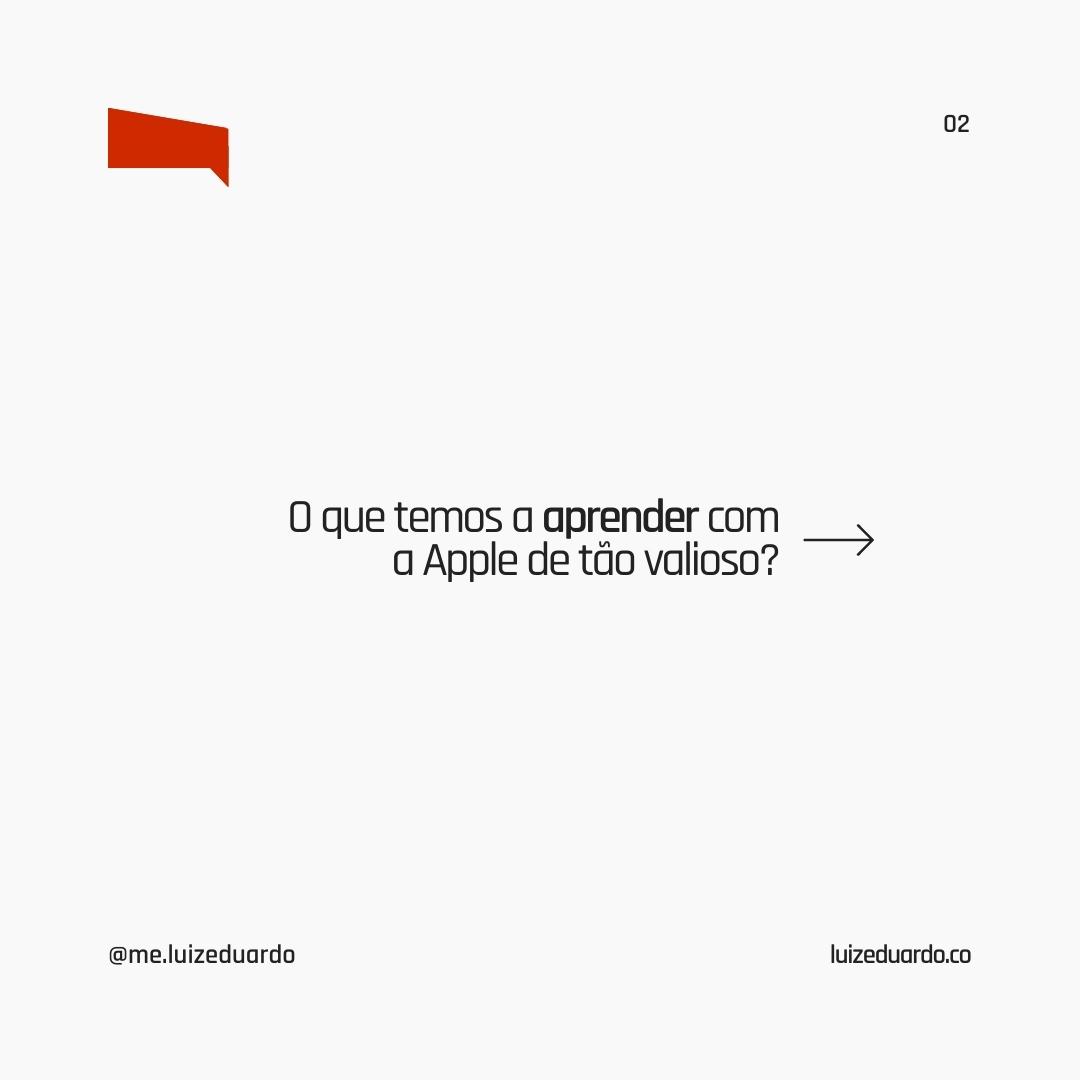 02
O que temos a aprender com
a Apple de tão valioso?
@me.luizeduardo
luizeduardo.co